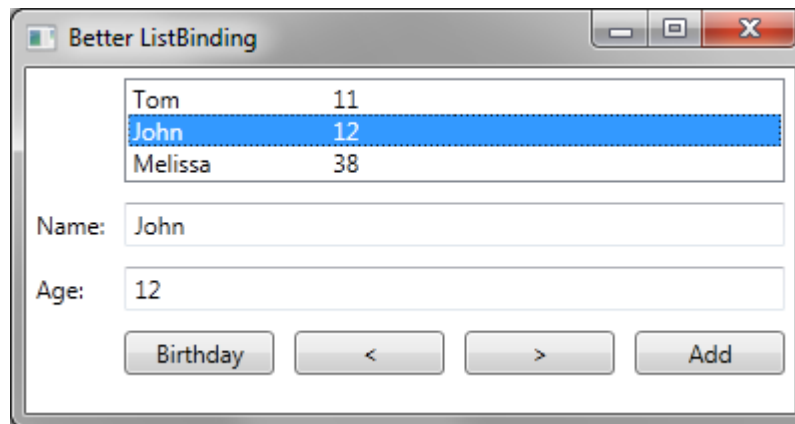 Better ListBinding
Tom 11
John 12
Melissa 38
Name: John
Age: 12
Birthday < > Add